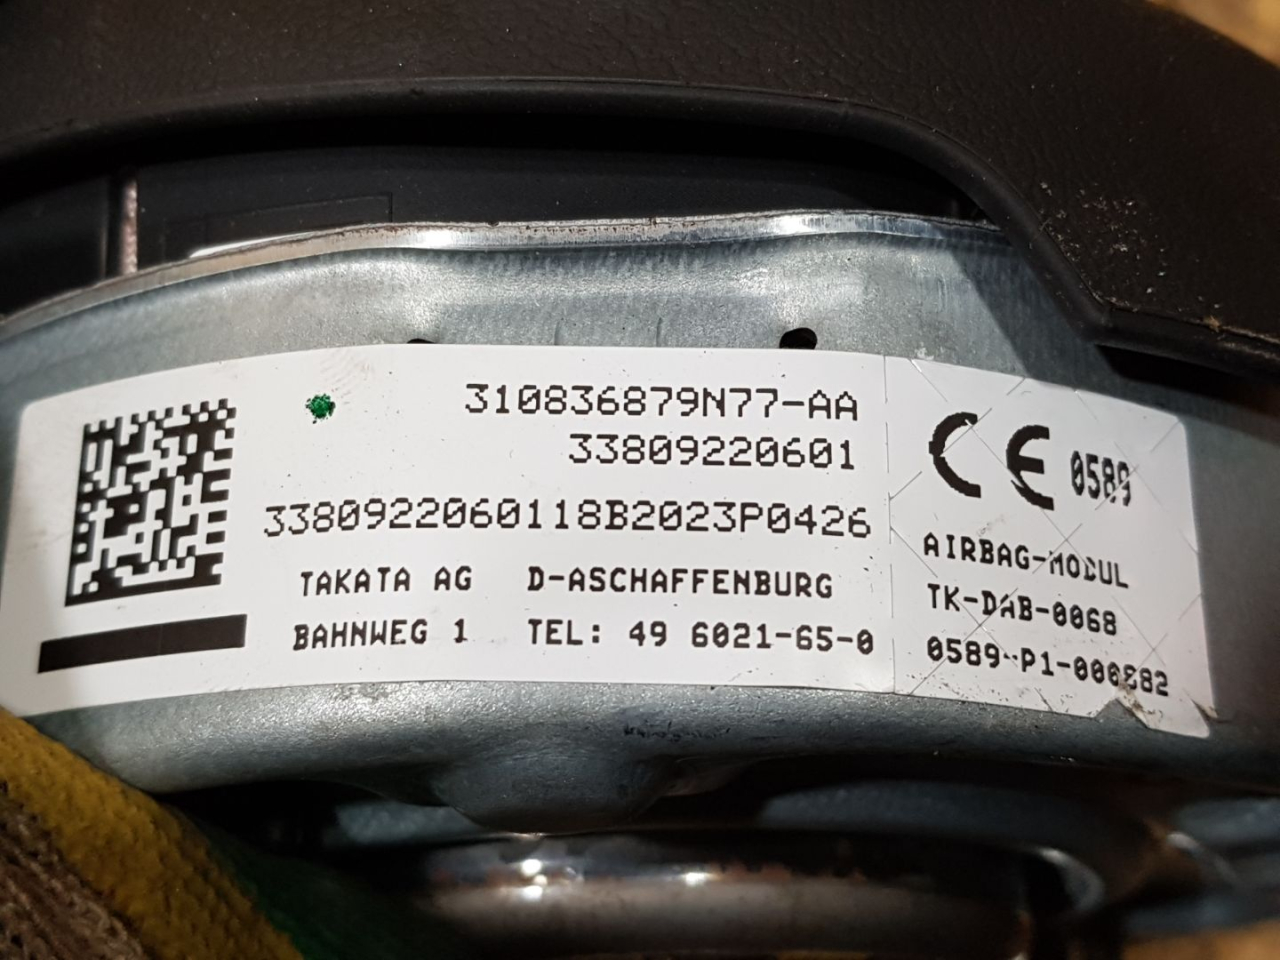 310836879N77-AA
33809220601
3380922060118B2023P0426
TAKATA AG D-ASCHAFFENBURG
BAHNWEG 1 TEL: 49 6021-65-0
CE 0589
AIRBAG-MODUL
TK-DAB-0068